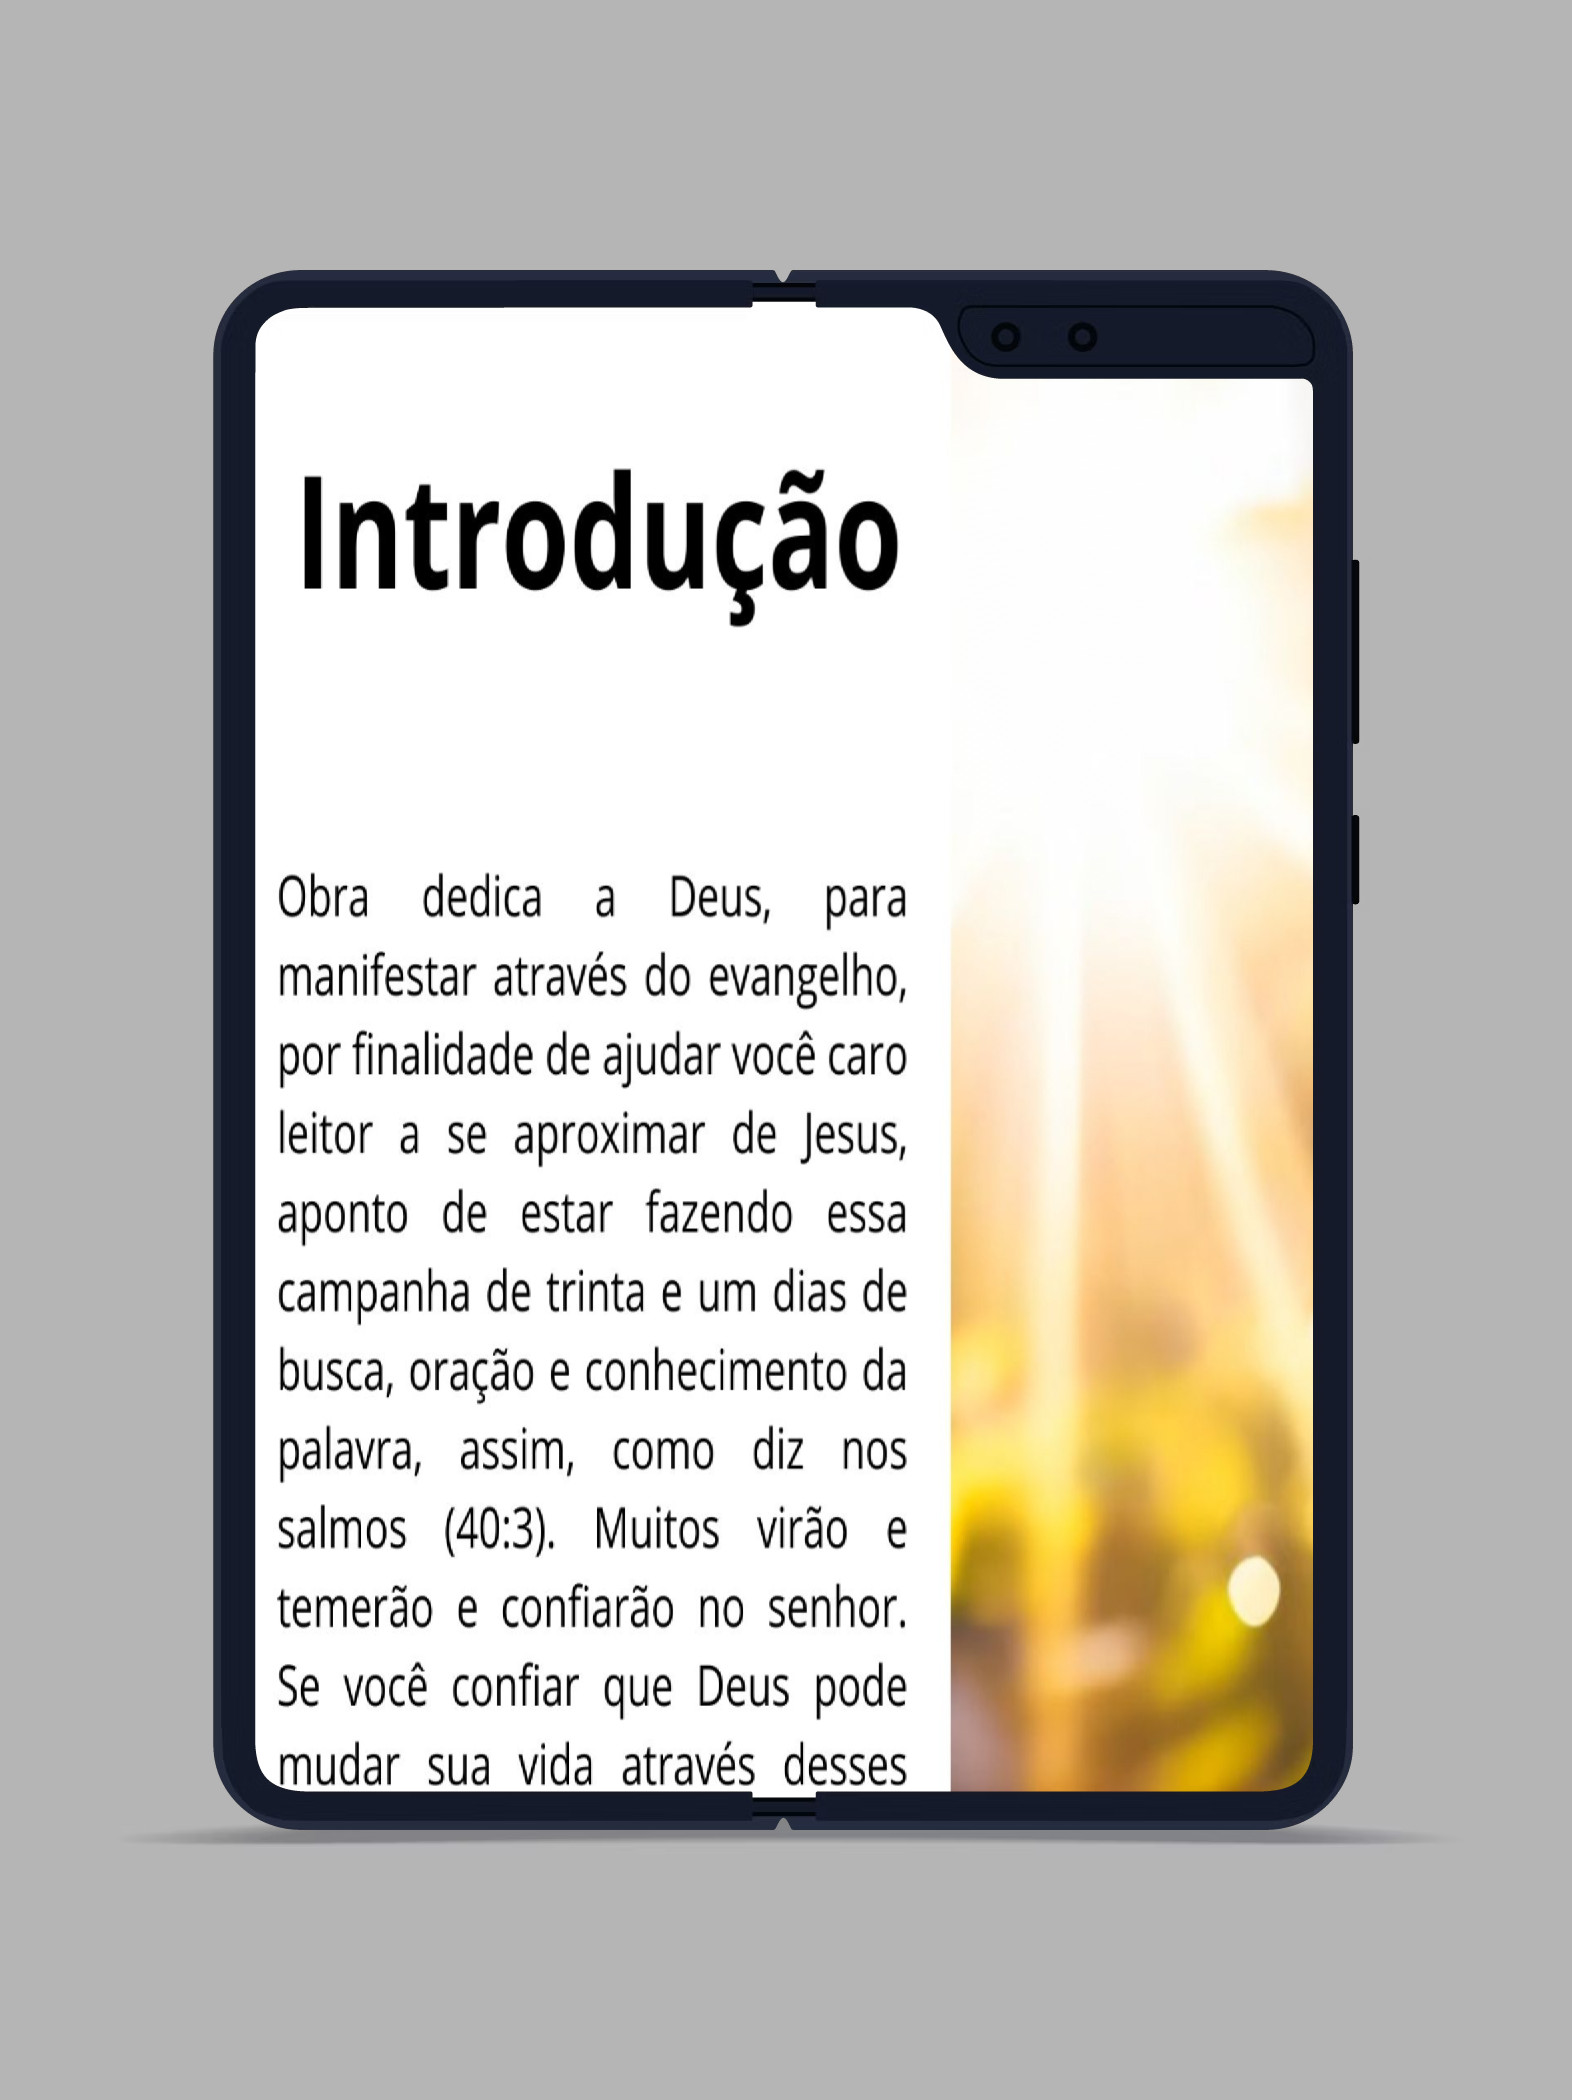 Introdução
Obra dedica a Deus, para
manifestar através do evangelho,
por finalidade de ajudar você caro
leitor a se aproximar de Jesus,
aponto de estar fazendo essa
campanha de trinta e um dias de
busca, oração e conhecimento da
palavra, assim, como diz nos
salmos (40:3). Muitos virão e
temerão e confiarão no senhor.
Se você confiar que Deus pode
mudar sua vida através desses